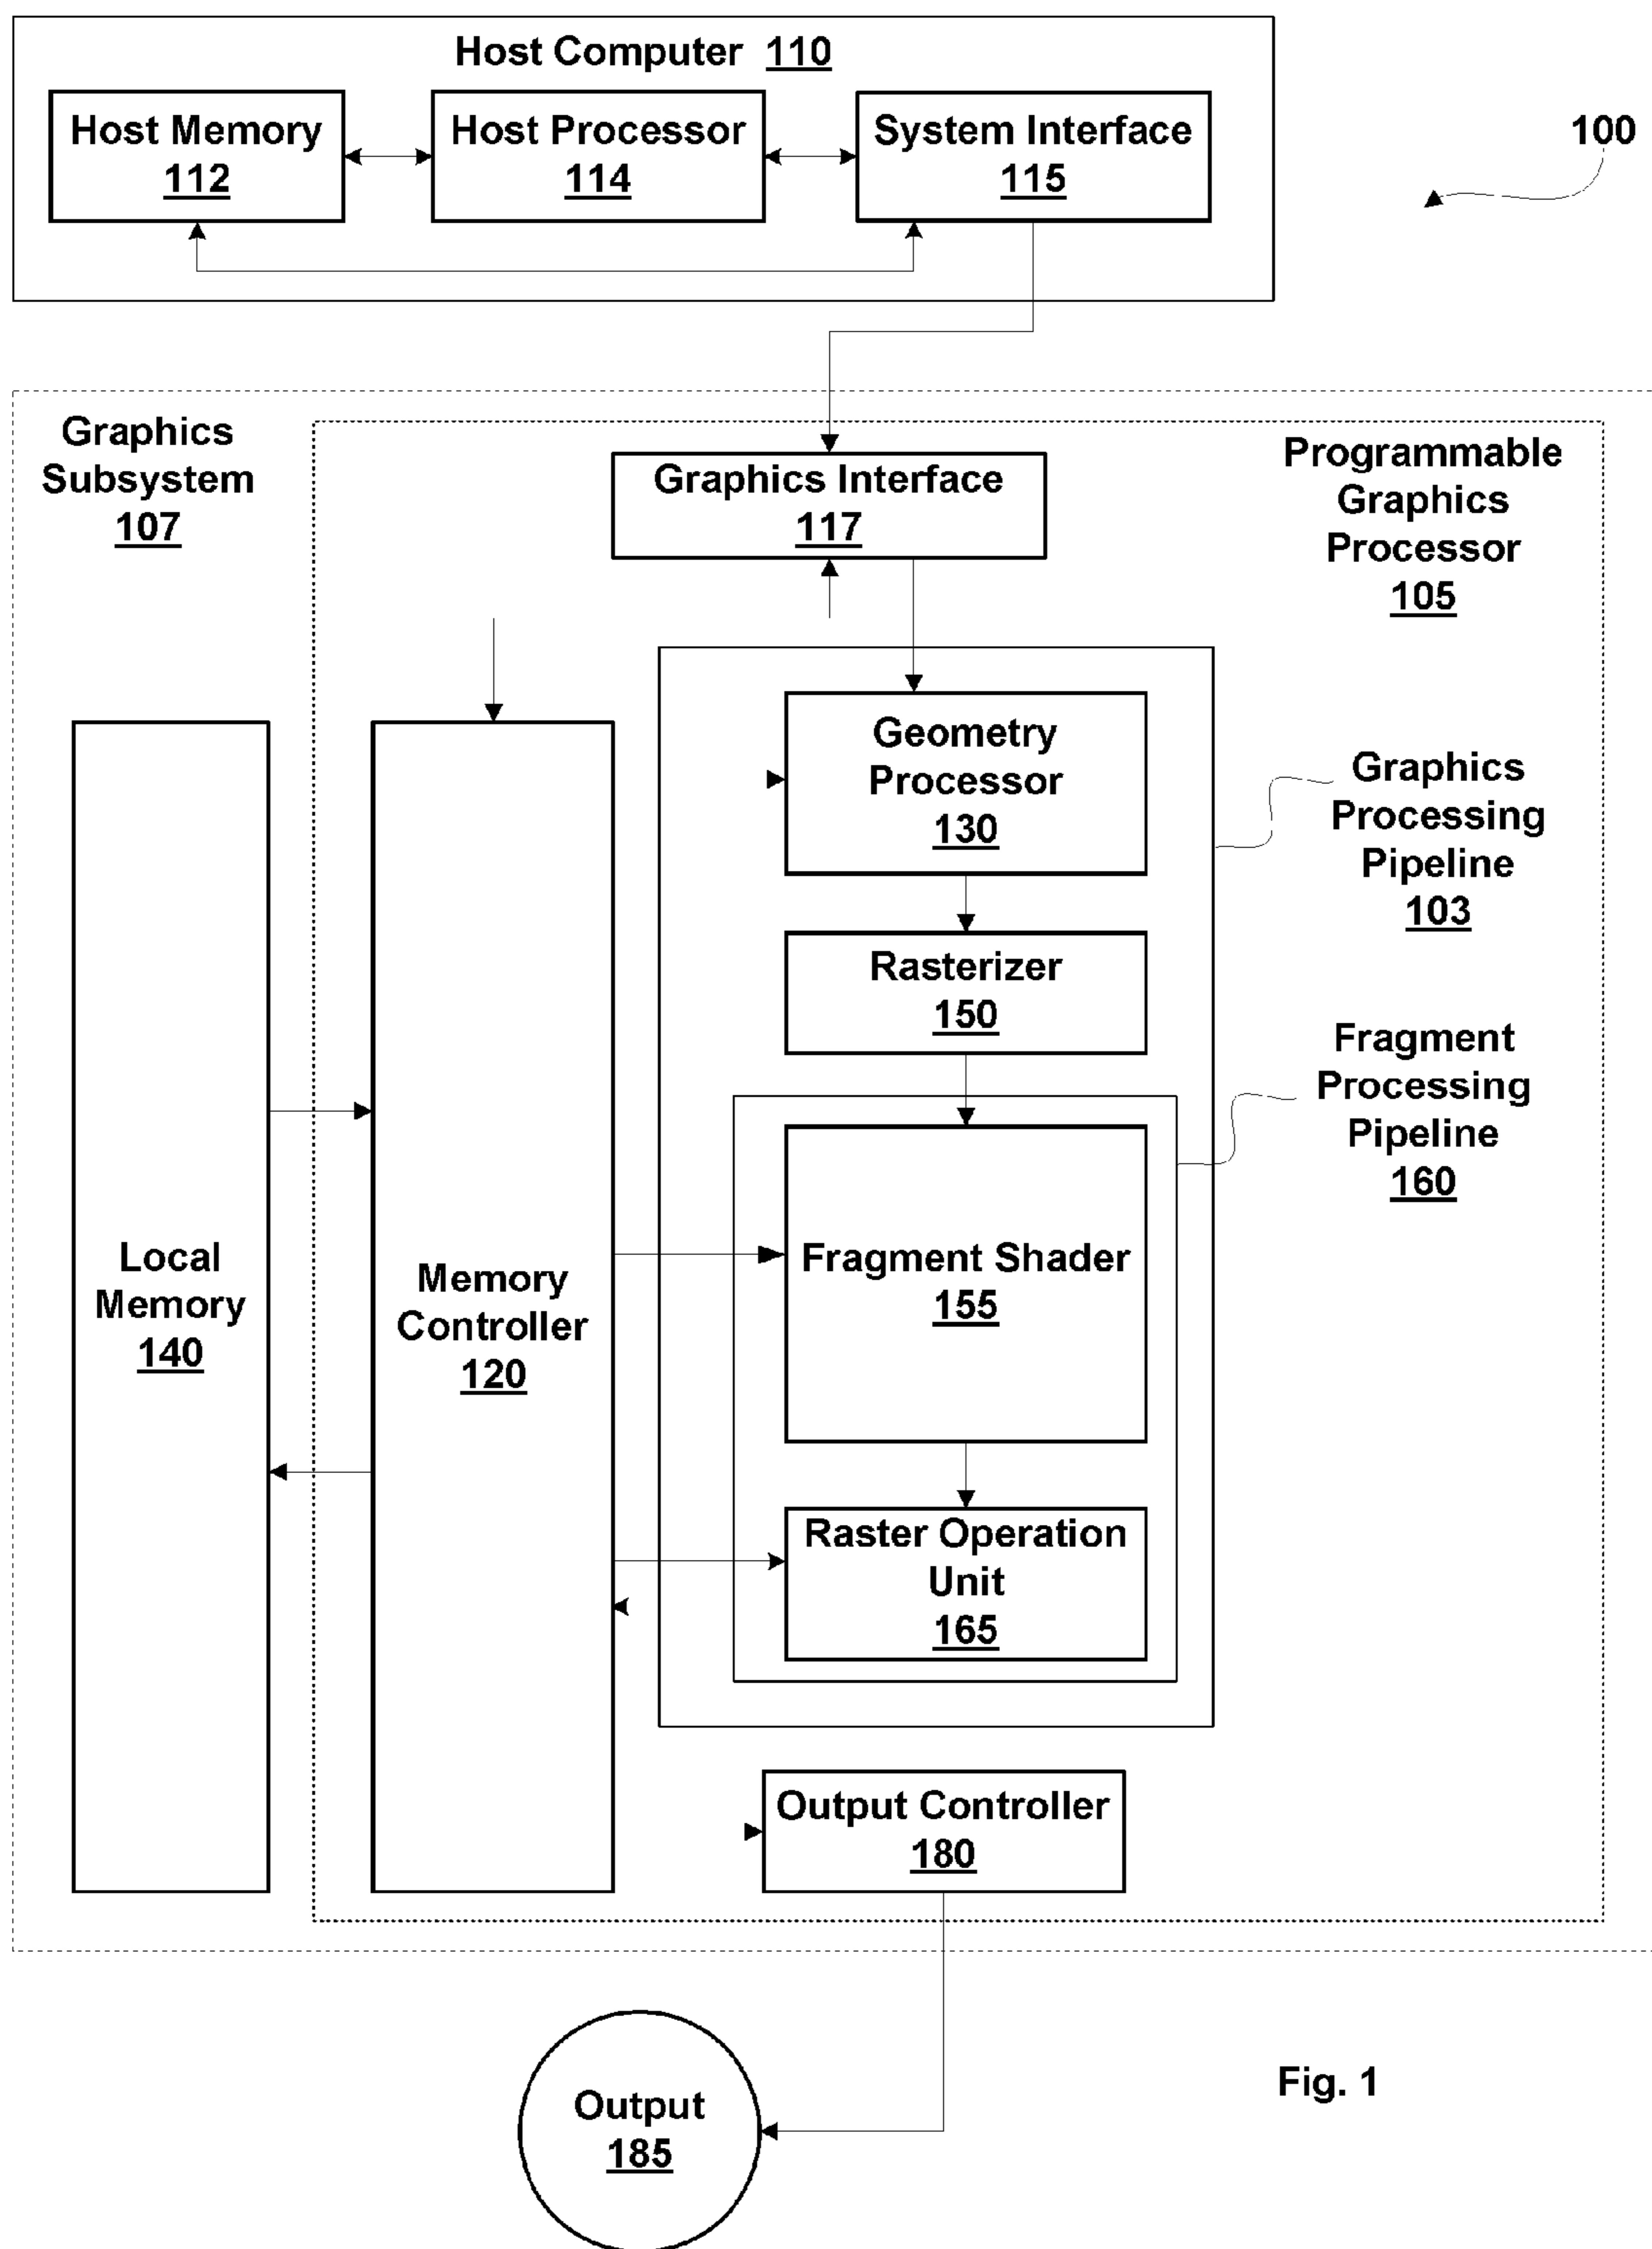 Host Computer 110
Host Memory
112
Host Processor
114
System Interface
115
100
Graphics
Subsystem
107
Graphics Interface
117
Programmable
Graphics
Processor
105
Geometry
Processor
130
Graphics
Processing
Pipeline
103
Rasterizer
150
Fragment
Processing
Pipeline
160
Local
Memory
140
Memory
Controller
120
Fragment Shader
155
Raster Operation
Unit
165
Output Controller
180
Output
185
Fig. 1